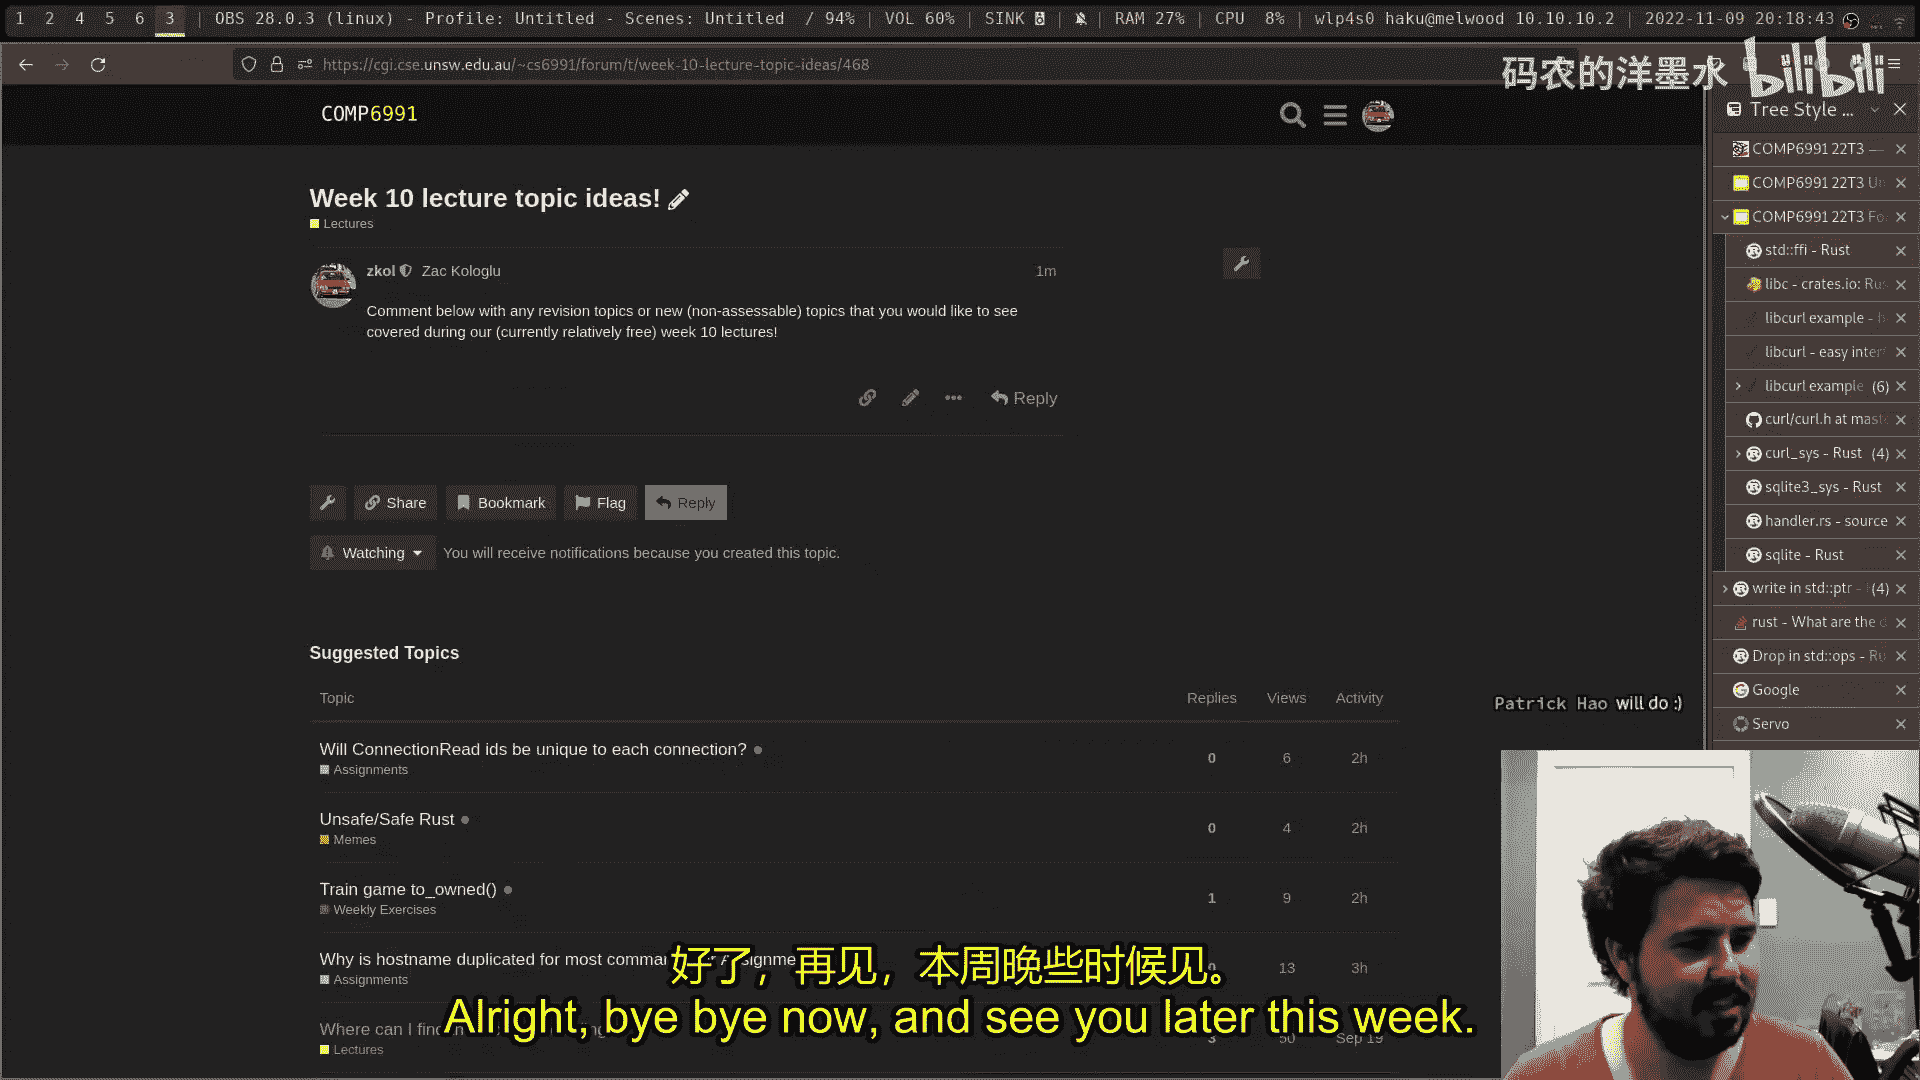 1 2 4 5 6 3 | OBS 28.0.3 (linux) - Profile: Untitled - Scenes: Untitled / 94% | VOL 60% | SINK | | RAM 27% | CPU 8% | wlp4s0 haku@melwood 10.10.10.2 | 2022-11-09 20:18:43
https://cgi.cse.unsw.edu.au/~cs6991/forum/t/week-10-lecture-topic-ideas/468
码农的洋墨水 bilibili
COMP6991
Tree Style ...
COMP6991 22T3 —
COMP6991 22T3 U
COMP6991 22T3 Fo
std::ffi - Rust
libc - crates.io: Ru
libcurl example -
libcurl - easy inter
libcurl example (6)
curl/curl.h at mast
curl_sys - Rust (4)
sqlite3_sys - Rust
handler.rs - source
sqlite - Rust
write in std::ptr - (4)
rust - What are the
Drop in std::ops - Ru
Google
Servo
Week 10 lecture topic ideas!
Lectures
zkol Zac Kologlu 1m
Comment below with any revision topics or new (non-assessable) topics that you would like to see
covered during our (currently relatively free) week 10 lectures!
Reply
Share Bookmark Flag Reply
Watching You will receive notifications because you created this topic.
Suggested Topics
Topic Replies Views Activity
Will ConnectionRead ids be unique to each connection? 0 6 2h
Assignments
Unsafe/Safe Rust 0 4 2h
Memes
Train game to_owned() 1 9 2h
Weekly Exercises
Why is hostname duplicated for most 13 3h
Assignments
Where can I 3 50 Sep 19
Lectures
Patrick Hao will do :)
好了，再见，本周晚些时候见。
Alright, bye bye now, and see you later this week.